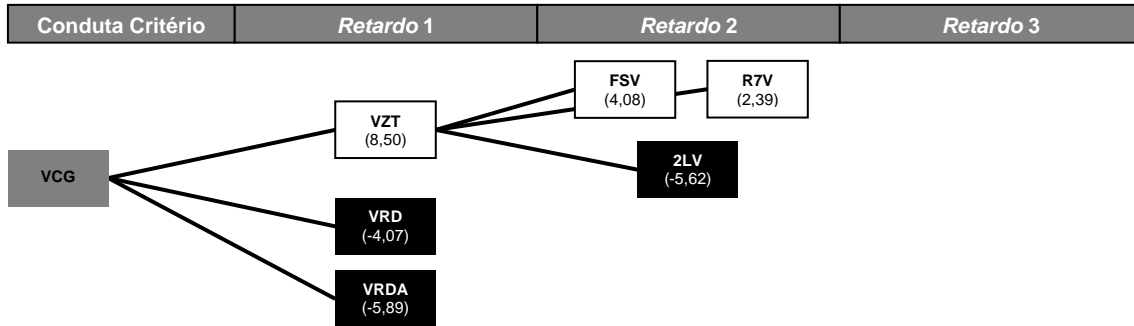 Conduta Critério
Retardo 1
Retardo 2
Retardo 3
FSV
(4,08)
R7V
(2,39)
VZT
(8,50)
2LV
(-5,62)
VCG
VRD
(-4,07)
VRDA
(-5,89)